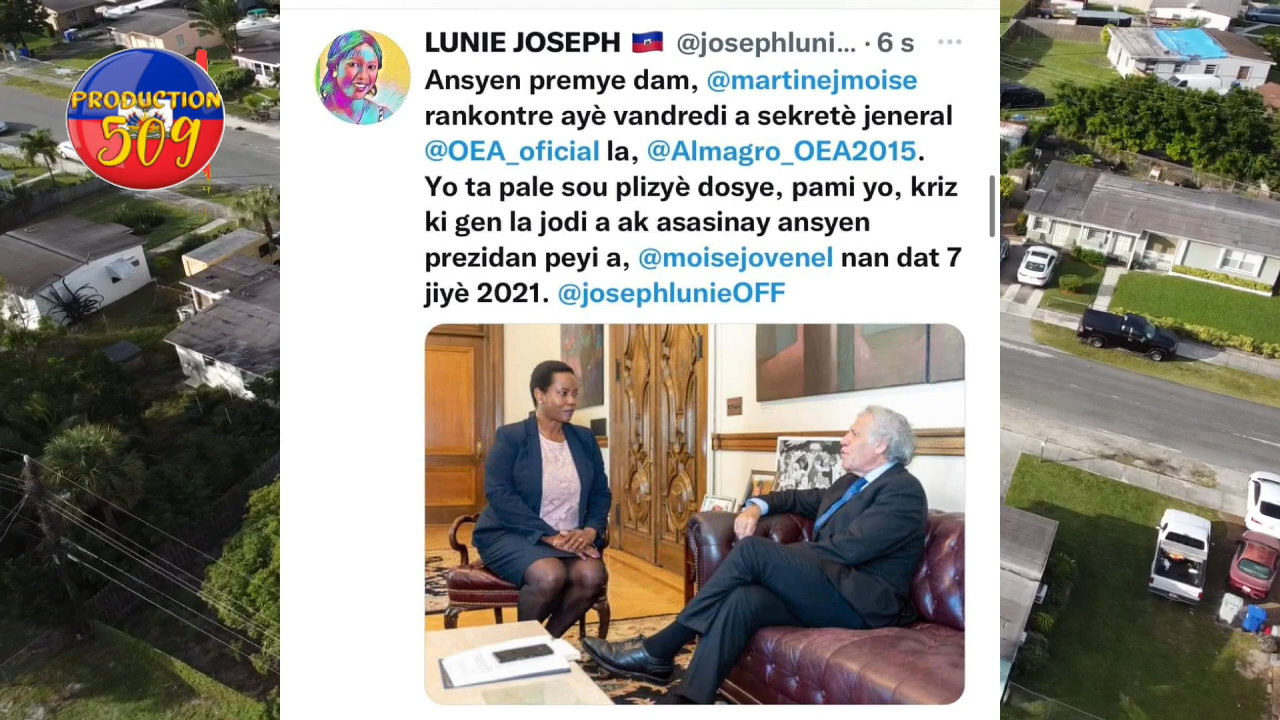 PRODUCTION
509
LUNIE JOSEPH 🇭🇹 @josephluni... · 6 s ...
Ansyen premye dam, @martinejmoise
rankontre ayè vandredi a sekretè jeneral
@OEA_oficial la, @Almagro_OEA2015.
Yo ta pale sou plizyè dosye, pami yo, kriz
ki gen la jodi a ak asasinay ansyen
prezidan peyi a, @moisejovenel nan dat 7
jiyè 2021. @josephlunieOFF